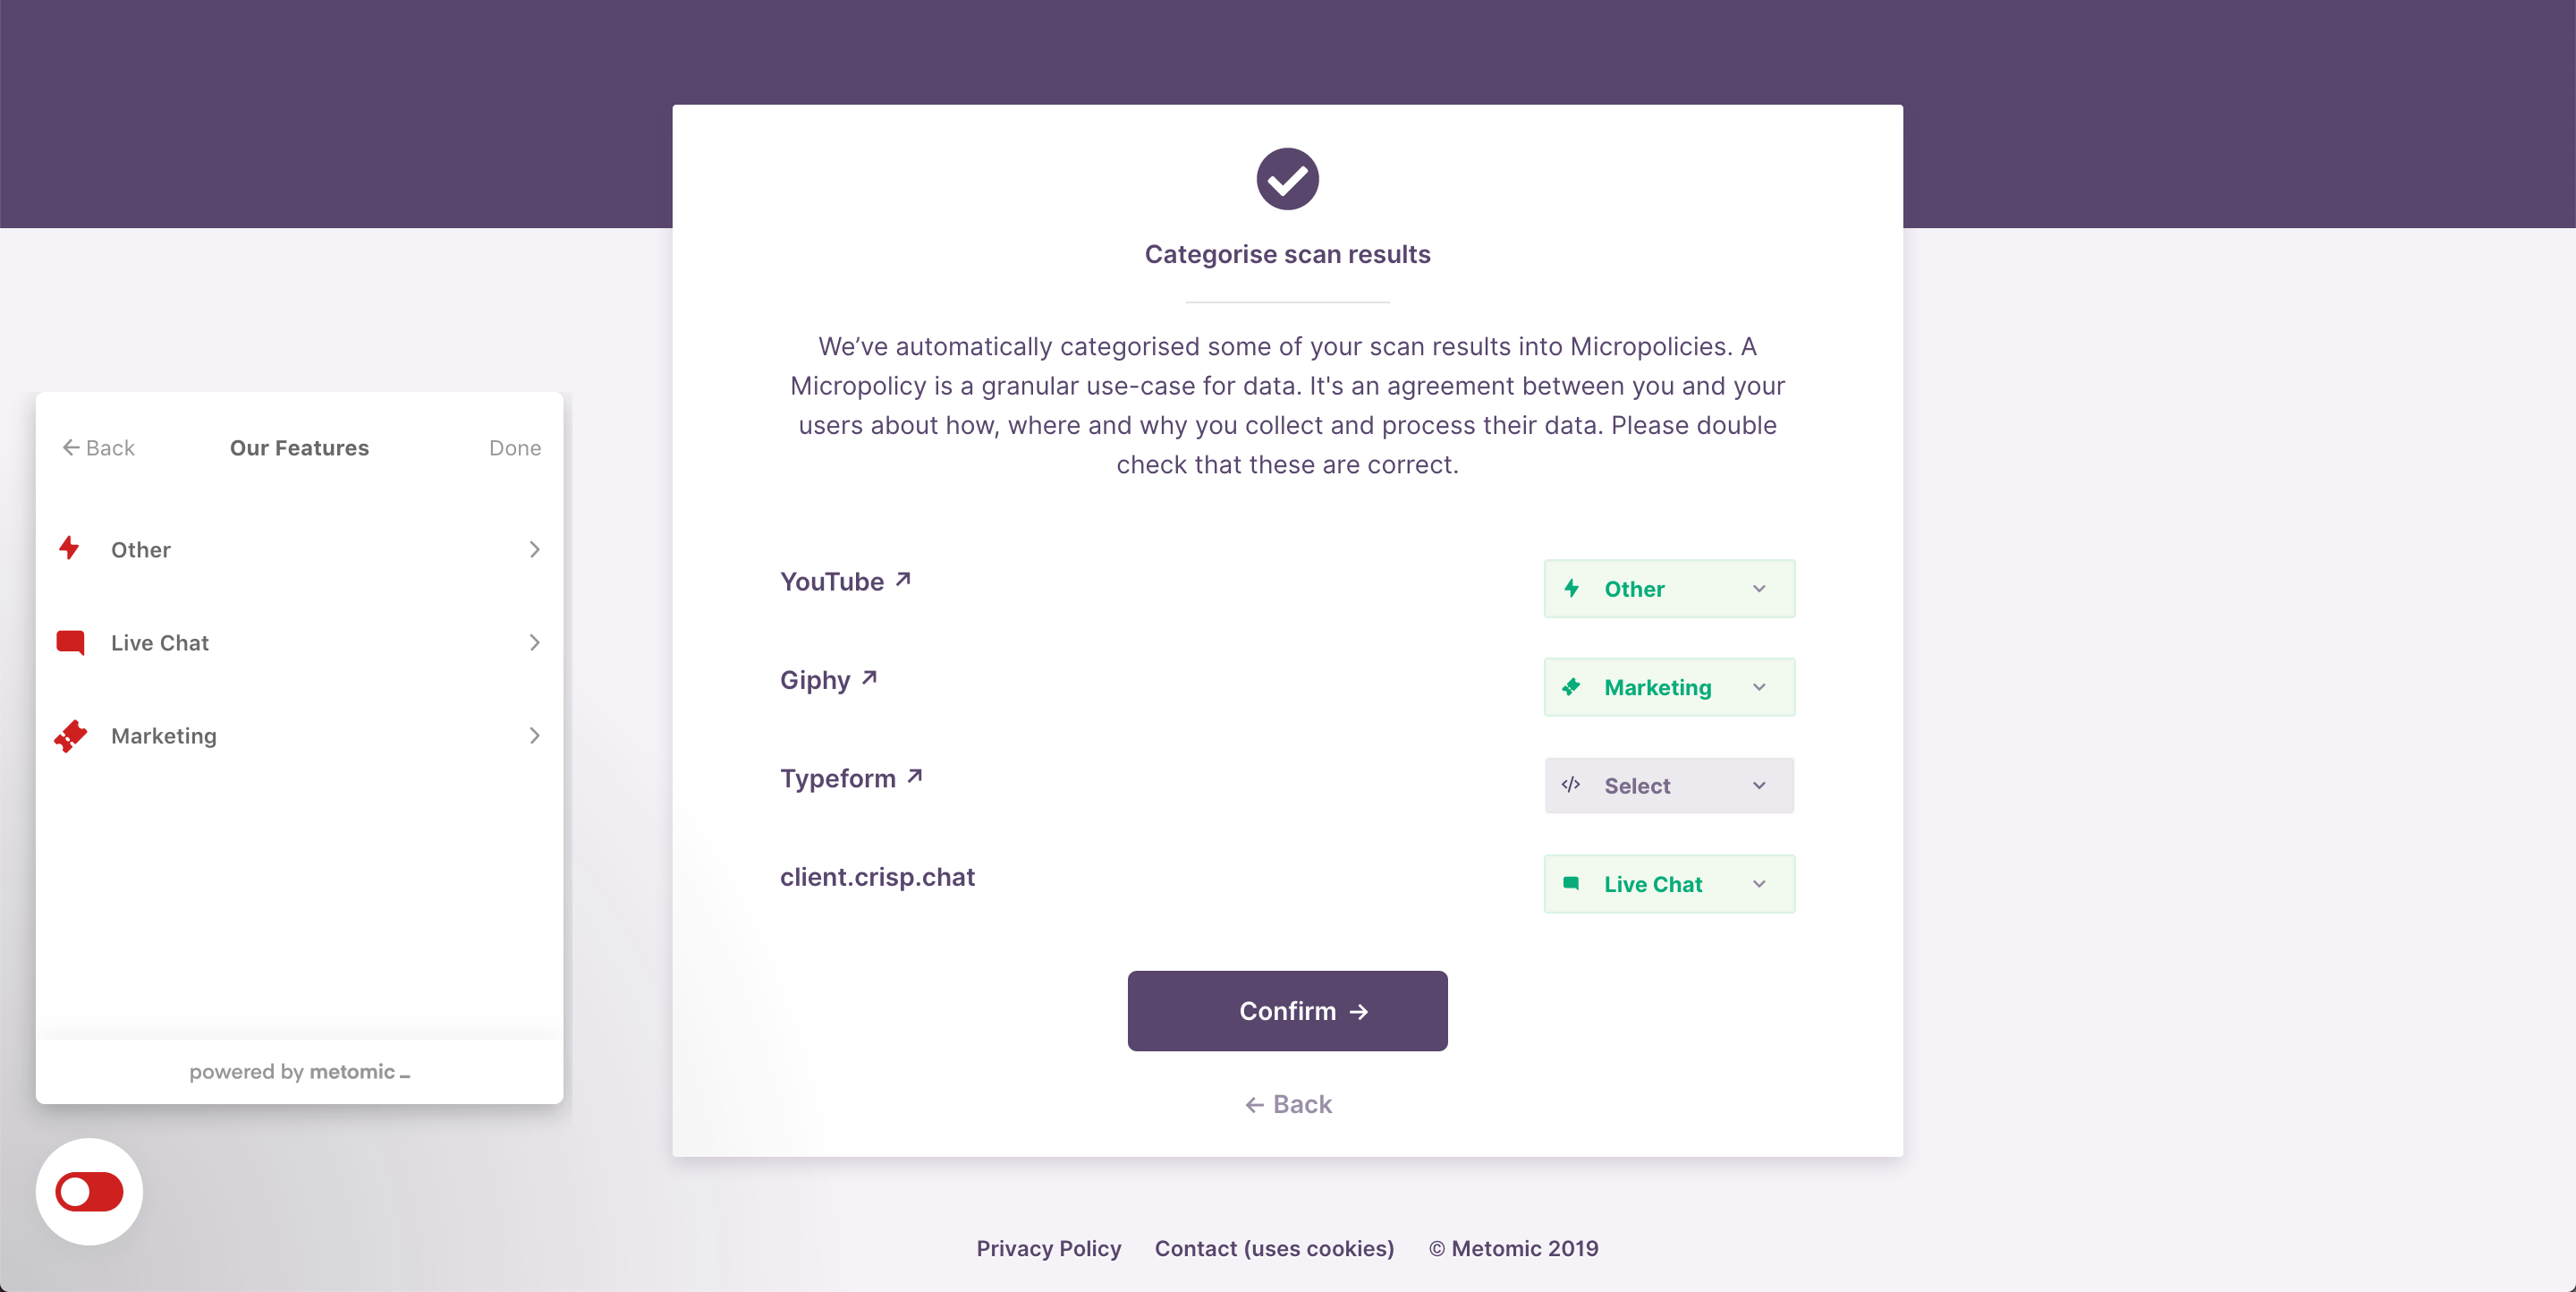 Categorise scan results
We’ve automatically categorised some of your scan results into Micropolicies. A
Micropolicy is a granular use-case for data. It's an agreement between you and your
users about how, where and why you collect and process their data. Please double
check that these are correct.
← Back Our Features Done
Other
Live Chat
Marketing
powered by metomic
YouTube ↗ Other
Giphy ↗ Marketing
Typeform ↗ </> Select
client.crisp.chat Live Chat
Confirm →
← Back
Privacy Policy Contact (uses cookies) © Metomic 2019